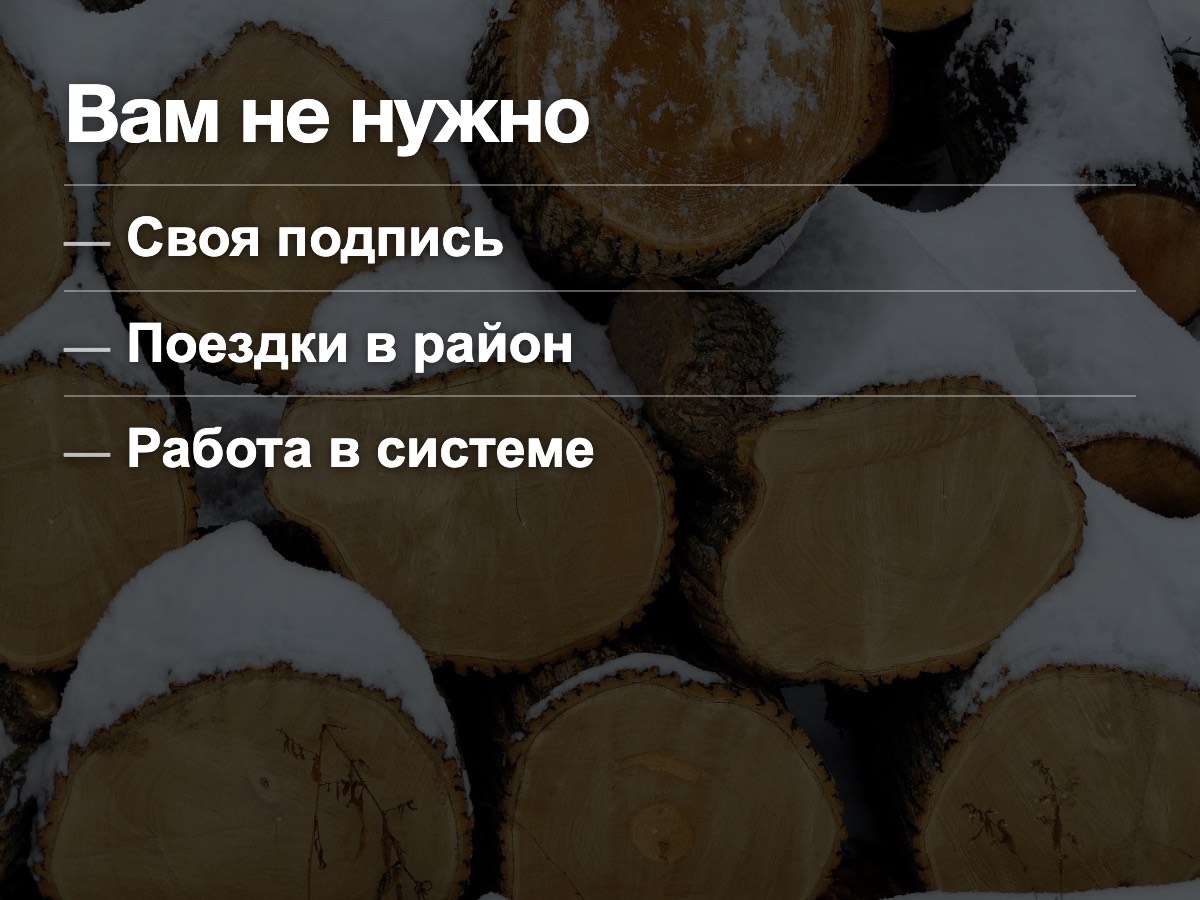 Вам не нужно
— Своя подпись
— Поездки в район
— Работа в системе